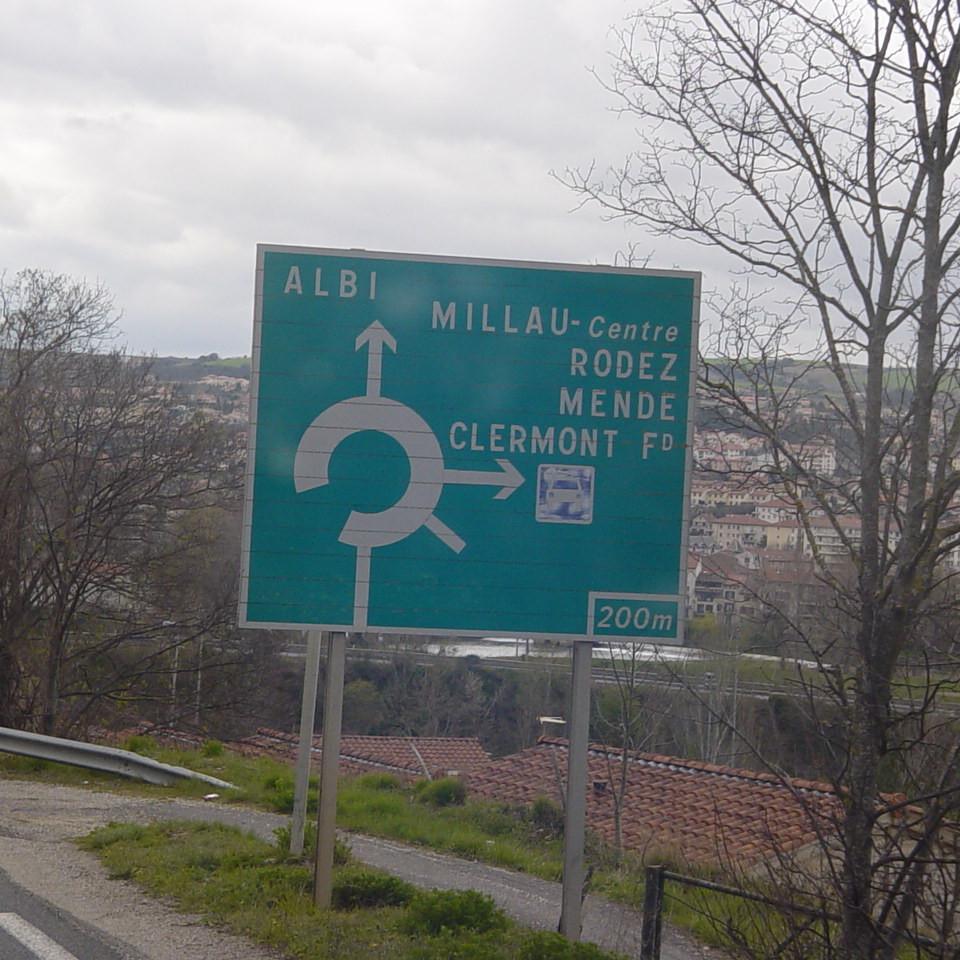 ALBI
MILLAU-Centre
RODEZ
MENDE
CLERMONT FD
200m